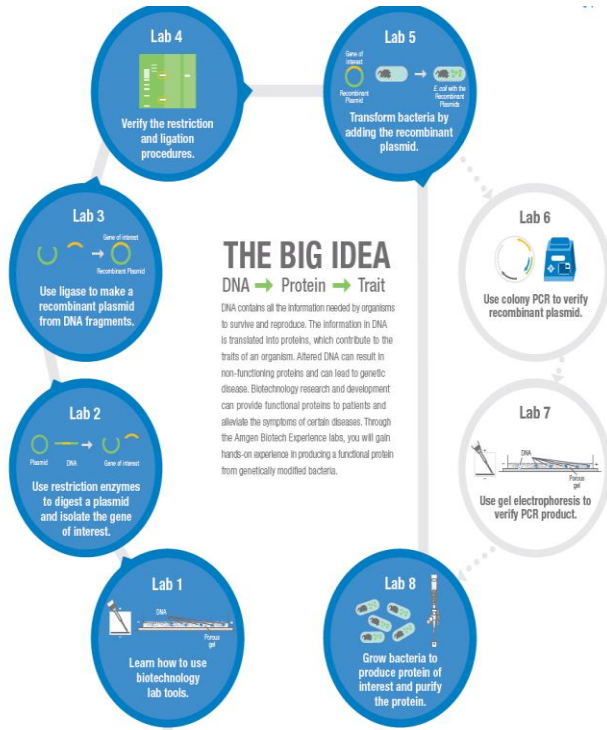 Lab 4
Verify the restriction
and ligation
procedures.
Lab 5
Gene of
interest
Recombinant
Plasmid
E. coli with the
Recombinant
Plasmids
Transform bacteria by
adding the recombinant
plasmid.
Lab 3
Gene of interest
Recombinant Plasmid
Use ligase to make a
recombinant plasmid
from DNA fragments.
Lab 6
Use colony PCR to verify
recombinant plasmid.
THE BIG IDEA
DNA → Protein → Trait
DNA contains all the information needed by organisms
to survive and reproduce. The information in DNA
is translated into proteins, which contribute to the
traits of an organism. Altered DNA can result in
non-functioning proteins and can lead to genetic
disease. Biotechnology research and development
can provide functional proteins to patients and
alleviate the symptoms of certain diseases. Through
the Amgen Biotech Experience labs, you will gain
hands-on experience in producing a functional protein
from genetically modified bacteria.
Lab 2
Plasmid
DNA
Gene of interest
Use restriction enzymes
to digest a plasmid
and isolate the gene
of interest.
Lab 7
DNA
Porous
gel
Use gel electrophoresis to
verify PCR product.
Lab 1
DNA
Porous
gel
Learn how to use
biotechnology
lab tools.
Lab 8
Grow bacteria to
produce protein of
interest and purify
the protein.